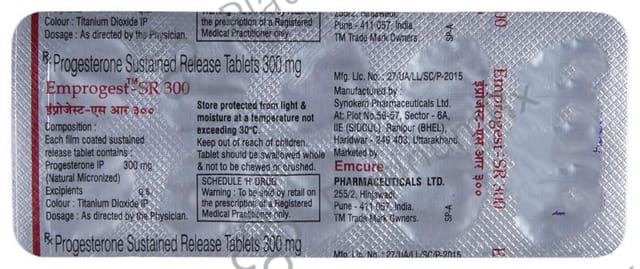 Colour : Titanium Dioxide IP
Dosage : As directed by the Physician.
the prescription of a Registered
Medical Practitioner only.
Pune - 411 057, India.
TM Trade Mark Owners.
SP-A
Rx Progesterone Sustained Release Tablets 300 mg
Emprogest™-SR 300
इंप्रोजेस्ट-एस आर ३००
Composition :
Each film coated sustained
release tablet contains :
Progesterone IP 300 mg
(Natural Micronized)
Excipients q.s.
Colour : Titanium Dioxide IP
Dosage : As directed by the Physician.
Store protected from light &
moisture at a temperature not
exceeding 30°C.
Keep out of reach of children.
Tablet should be swallowed whole
& not to be chewed or crushed.
SCHEDULE 'H' DRUG
Warning : To be sold by retail on
the prescription of a Registered
Medical Practitioner only.
Mfg. Lic. No. : 27/UA/LL/SC/P-2015
Manufactured by :
Synokem Pharmaceuticals Ltd.
At: Plot No.56-57, Sector - 6A,
IIE (SIDCUL) Ranipur (BHEL),
Haridwar - 249 403, Uttarakhand
Marketed by
Emcure
PHARMACEUTICALS LTD.
255/2, Hinjawadi,
Pune - 411 057, India.
TM Trade Mark Owners.
SP-A
Emprogest™-SR 300
इंप्रोजेस्ट-एस आर ३००
Rx Progesterone Sustained Release Tablets 300 mg
Mfg. Lic. No. : 27/UA/LL/SC/P-2015